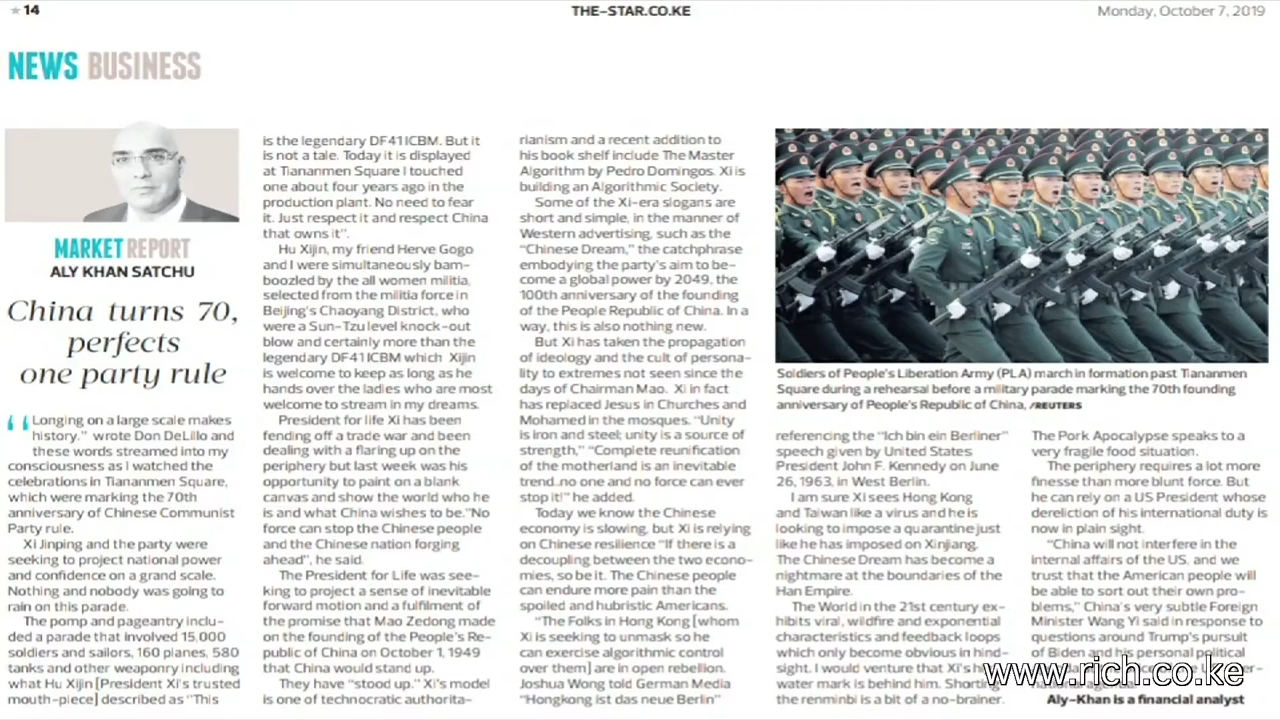 ★14
THE-STAR.CO.KE
Monday, October 7, 2019
NEWS BUSINESS
MARKET REPORT
ALY KHAN SATCHU
China turns 70,
perfects
one party rule
“Longing on a large scale makes
history.” wrote Don DeLillo and
these words streamed into my
consciousness as I watched the
celebrations in Tiananmen Square,
which were marking the 70th
anniversary of Chinese Communist
Party rule.
Xi Jinping and the party were
seeking to project national power
and confidence on a grand scale.
Nothing and nobody was going to
rain on this parade.
The pomp and pageantry inclu-
ded a parade that involved 15,000
soldiers and sailors, 160 planes, 580
tanks and other weaponry including
what Hu Xijin [President Xi's trusted
mouth-piece] described as “This
is the legendary DF41 ICBM. But it
is not a tale. Today it is displayed
at Tiananmen Square I touched
one about four years ago in the
production plant. No need to fear
it. Just respect it and respect China
that owns it”.
Hu Xijin, my friend Herve Gogo
and I were simultaneously bam-
boozled by the all women militia,
selected from the militia force in
Beijing's Chaoyang District, who
were a Sun-Tzu level knock-out
blow and certainly more than the
legendary DF41 ICBM which Xijin
is welcome to keep as long as he
hands over the ladies who are most
welcome to stream in my dreams.
President for life Xi has been
fending off a trade war and been
dealing with a flaring up on the
periphery but last week was his
opportunity to paint on a blank
canvas and show the world who he
is and what China wishes to be.”No
force can stop the Chinese people
and the Chinese nation forging
ahead”, he said.
The President for Life was see-
king to project a sense of inevitable
forward motion and a fulfilment of
the promise that Mao Zedong made
on the founding of the People's Re-
public of China on October 1, 1949
that China would stand up.
They have “stood up.” Xi's model
is one of technocratic authorita-
rianism and a recent addition to
his book shelf include The Master
Algorithm by Pedro Domingos. Xi is
building an Algorithmic Society.
Some of the Xi-era slogans are
short and simple, in the manner of
Western advertising, such as the
“Chinese Dream,” the catchphrase
embodying the party's aim to be-
come a global power by 2049, the
100th anniversary of the founding
of the People Republic of China. In a
way, this is also nothing new.
But Xi has taken the propagation
of ideology and the cult of persona-
lity to extremes not seen since the
days of Chairman Mao. Xi in fact
has replaced Jesus in Churches and
Mohamed in the mosques. “Unity
is iron and steel; unity is a source of
strength,” “Complete reunification
of the motherland is an inevitable
trend..no one and no force can ever
stop it!” he added.
Today we know the Chinese
economy is slowing, but Xi is relying
on Chinese resilience “If there is a
decoupling between the two econo-
mies, so be it. The Chinese people
can endure more pain than the
spoiled and hubristic Americans.
“The Folks in Hong Kong [whom
Xi is seeking to unmask so he
can exercise algorithmic control
over them] are in open rebellion.
Joshua Wong told German Media
“Hongkong ist das neue Berlin”
Soldiers of People's Liberation Army (PLA) march in formation past Tiananmen
Square during a rehearsal before a military parade marking the 70th founding
anniversary of People's Republic of China, /REUTERS
referencing the “Ich bin ein Berliner”
speech given by United States
President John F. Kennedy on June
26, 1963, in West Berlin.
I am sure Xi sees Hong Kong
and Taiwan like a virus and he is
looking to impose a quarantine just
like he has imposed on Xinjiang.
The Chinese Dream has become a
nightmare at the boundaries of the
Han Empire.
The World in the 21st century ex-
hibits viral, wildfire and exponential
characteristics and feedback loops
which only become obvious in hind-
sight. I would venture that Xi's
water mark is behind him. Shorting
the renminbi is a bit of a no-brainer.
The Pork Apocalypse speaks to a
very fragile food situation.
The periphery requires a lot more
finesse than more blunt force. But
he can rely on a US President whose
dereliction of his international duty is
now in plain sight.
“China will not interfere in the
internal affairs of the US, and we
trust that the American people will
be able to sort out their own pro-
blems,” China's very subtle Foreign
Minister Wang Yi said in response to
questions around Trump's pursuit
of Biden and his personal political
www.rich.co.ke
Aly-Khan is a financial analyst